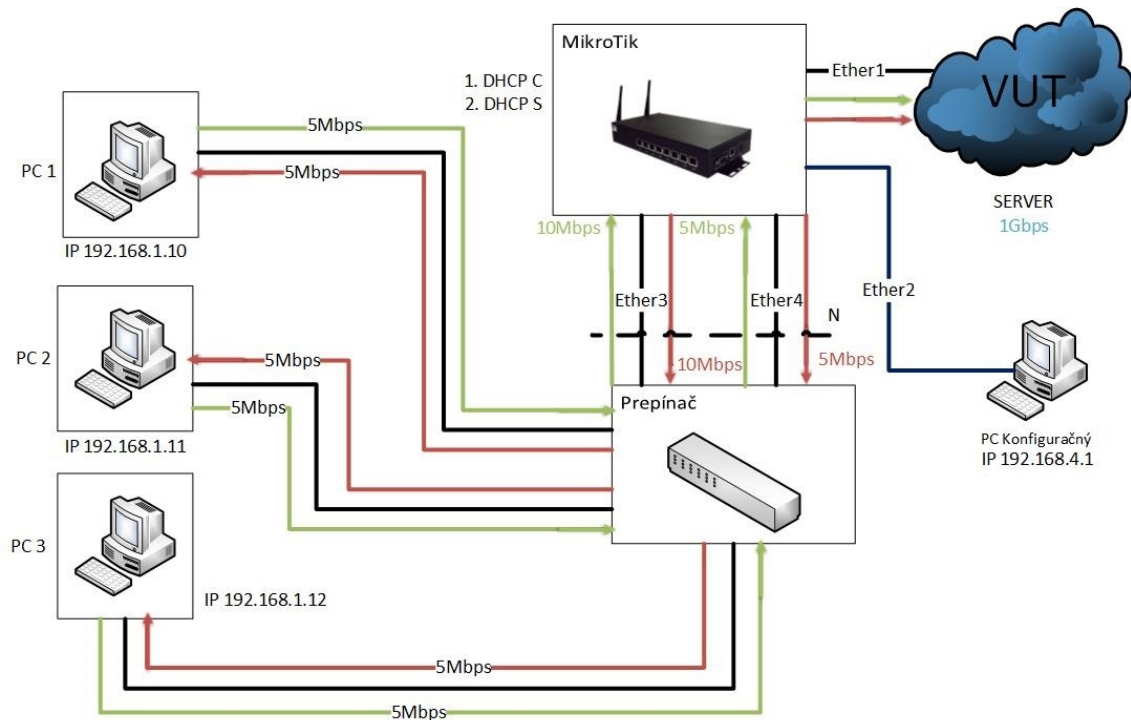 MikroTik
1. DHCP C
2. DHCP S
Ether1
VUT
SERVER
1Gbps
PC 1
5Mbps
5Mbps
IP 192.168.1.10
10Mbps
5Mbps
Ether3
Ether4
Ether2
N
10Mbps
5Mbps
PC 2
5Mbps
5Mbps
IP 192.168.1.11
Prepínač
PC Konfiguračný
IP 192.168.4.1
PC 3
IP 192.168.1.12
5Mbps
5Mbps